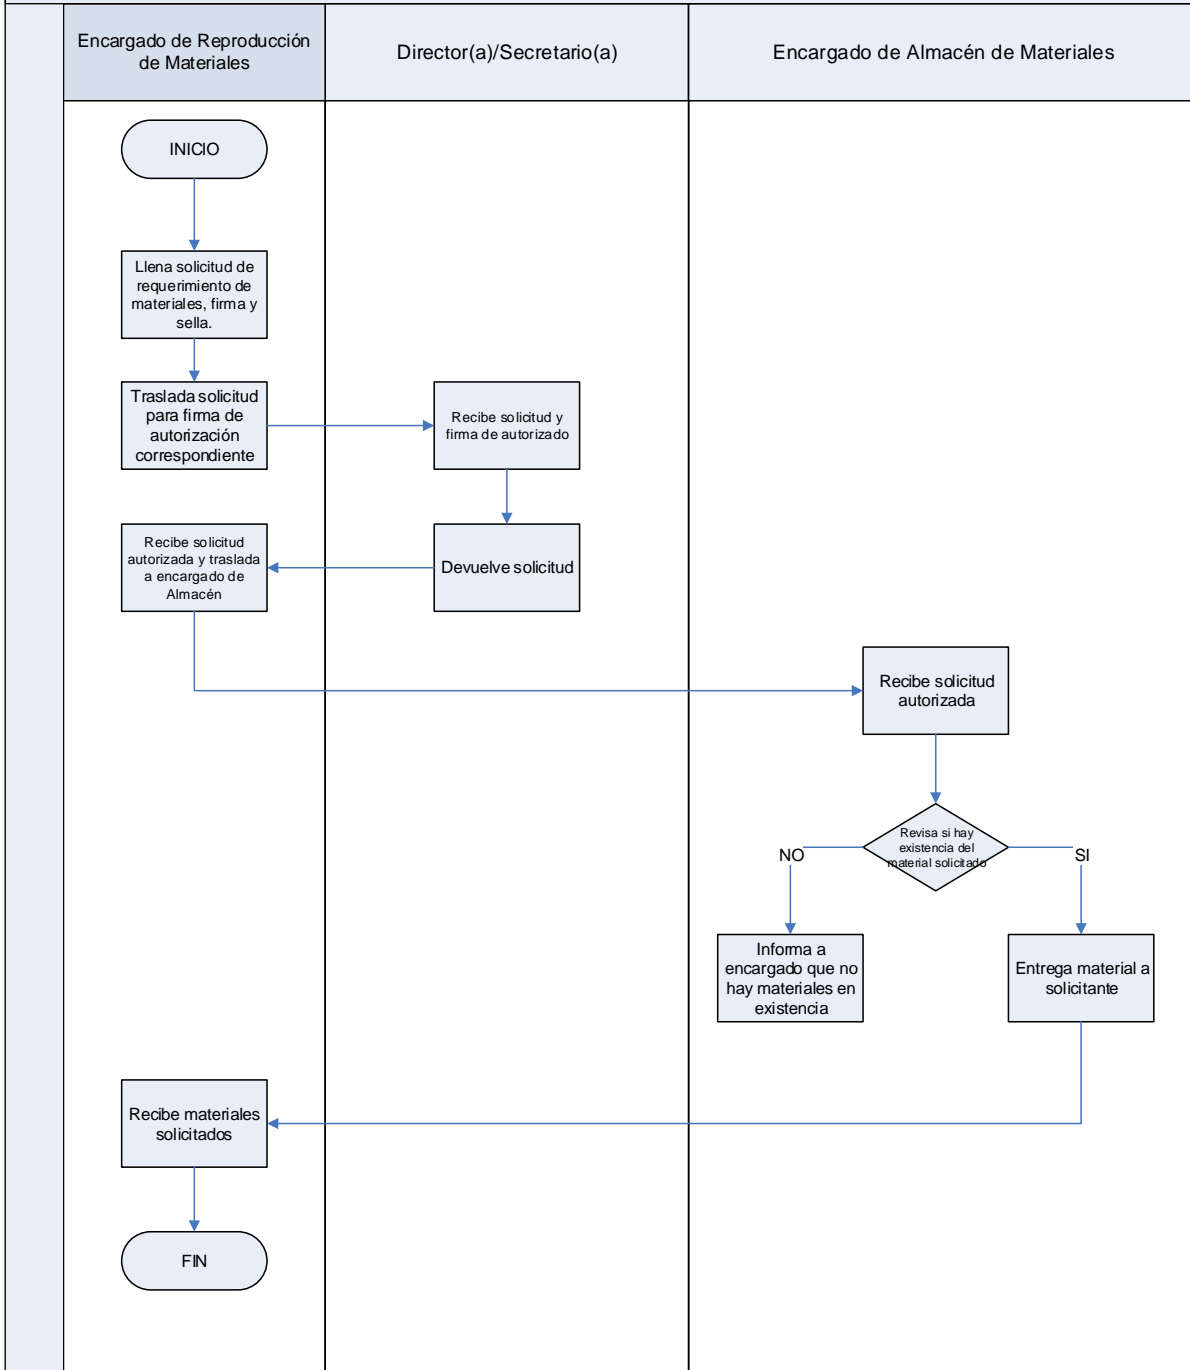 Encargado de Reproducción
de Materiales
Director(a)/Secretario(a)
Encargado de Almacén de Materiales
INICIO
Llena solicitud de
requerimiento de
materiales, firma y
sella.
Traslada solicitud
para firma de
autorización
correspondiente
Recibe solicitud y
firma de autorizado
Recibe solicitud
autorizada y traslada
a encargado de
Almacén
Devuelve solicitud
Recibe solicitud
autorizada
Revisa si hay
existencia del
material solicitado
NO
SI
Informa a
encargado que no
hay materiales en
existencia
Entrega material a
solicitante
Recibe materiales
solicitados
FIN